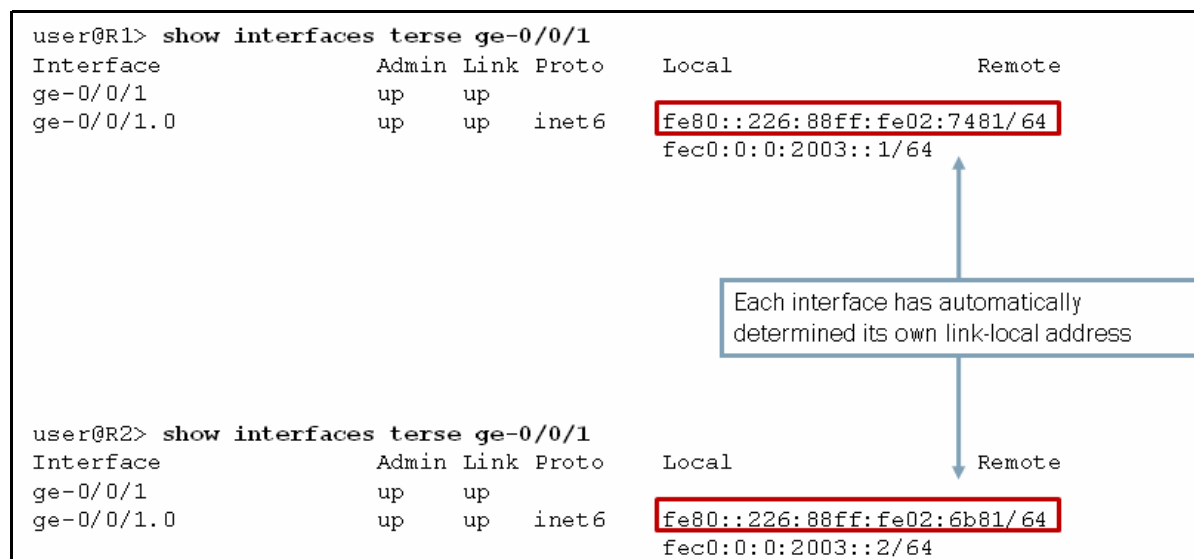 user@R1> show interfaces terse ge-0/0/1
Interface Admin Link Proto Local Remote
ge-0/0/1 up up
ge-0/0/1.0 up up inet6 fe80::226:88ff:fe02:7481/64
fec0:0:0:2003::1/64
Each interface has automatically
determined its own link-local address
user@R2> show interfaces terse ge-0/0/1
Interface Admin Link Proto Local Remote
ge-0/0/1 up up
ge-0/0/1.0 up up inet6 fe80::226:88ff:fe02:6b81/64
fec0:0:0:2003::2/64